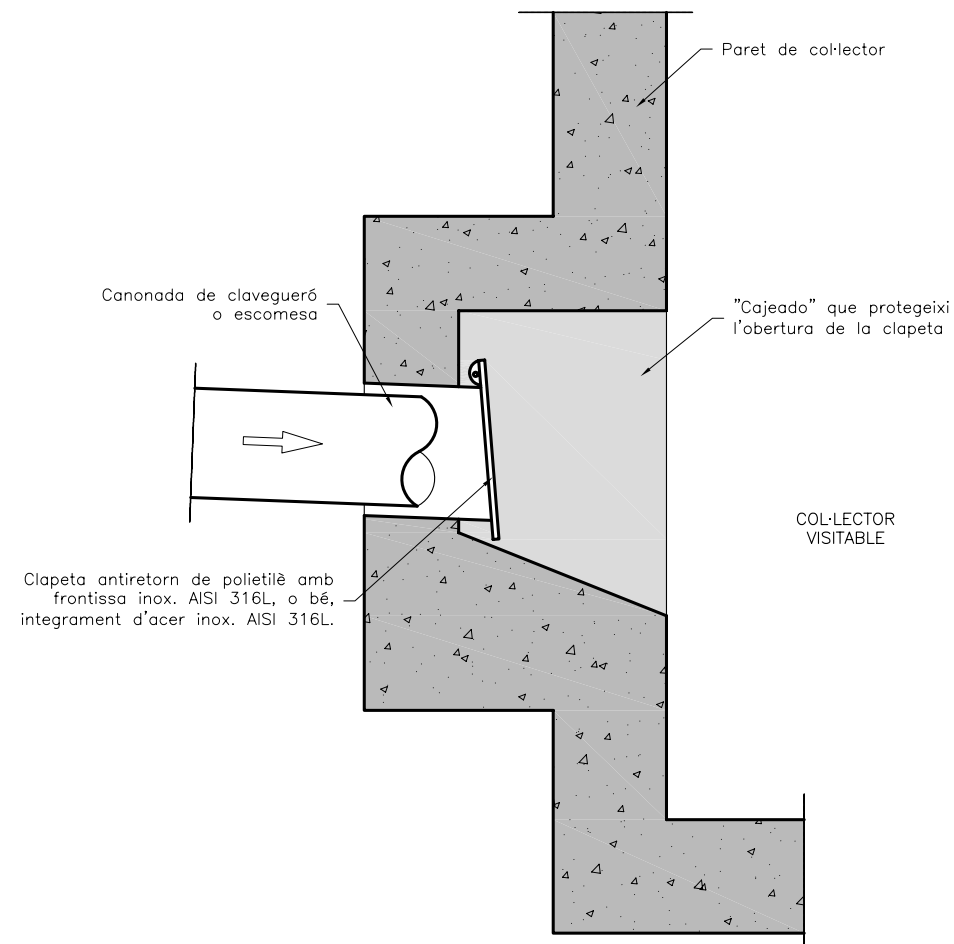 Paret de col·lector
Canonada de clavegueró
o escomesa
"Cajeado" que protegeixi
l'obertura de la clapeta
COL·LECTOR
VISITABLE
Clapeta antiretorn de polietilè amb
frontissa inox. AISI 316L, o bé,
integrament d'acer inox. AISI 316L.